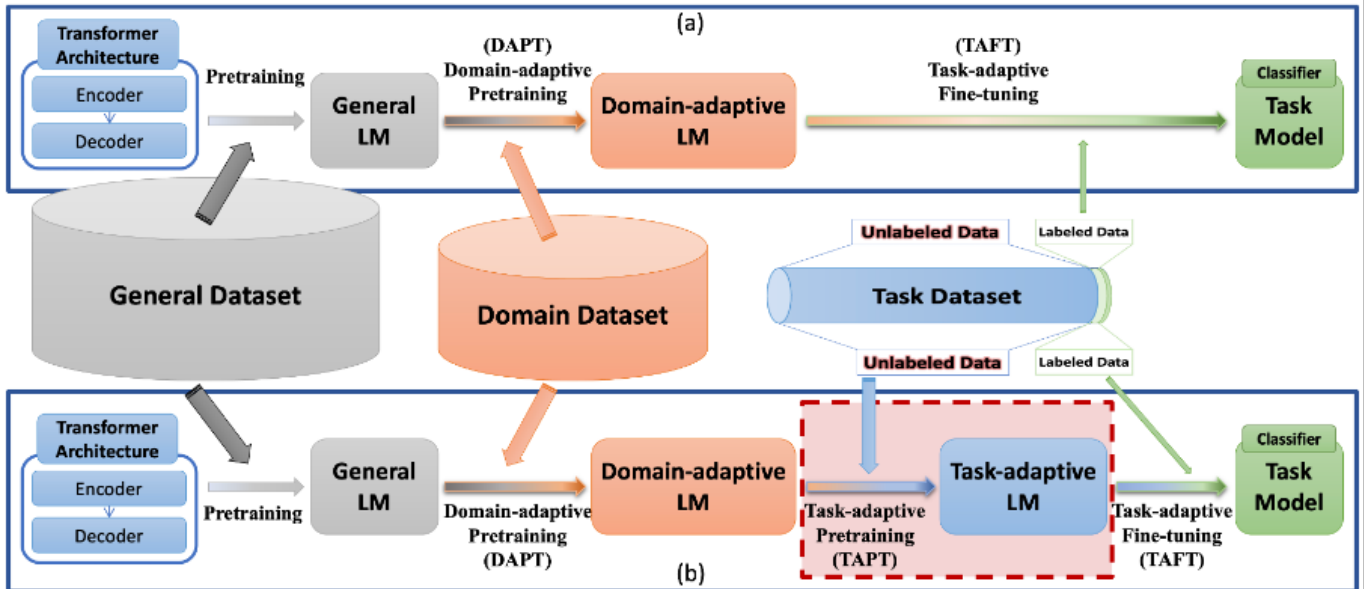 (a)
Transformer
Architecture
Encoder
Decoder
Pretraining
General
LM
(DAPT)
Domain-adaptive
Pretraining
Domain-adaptive
LM
(TAFT)
Task-adaptive
Fine-tuning
Classifier
Task
Model
General Dataset
Domain Dataset
Unlabeled Data
Labeled Data
Task Dataset
Unlabeled Data
Labeled Data
Transformer
Architecture
Encoder
Decoder
Pretraining
General
LM
Domain-adaptive
Pretraining
(DAPT)
Domain-adaptive
LM
Task-adaptive
Pretraining
(TAPT)
Task-adaptive
LM
Task-adaptive
Fine-tuning
(TAFT)
Classifier
Task
Model
(b)